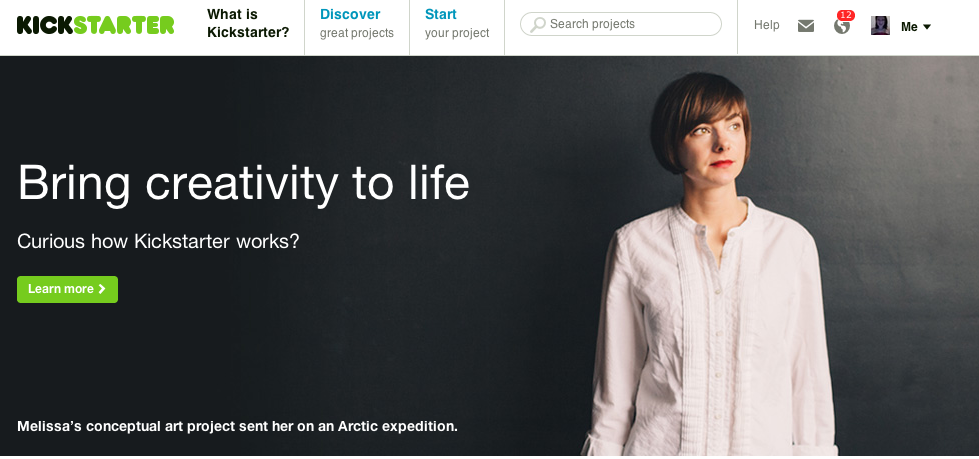 KICKSTARTER
What is
Kickstarter?
Discover
great projects
Start
your project
Search projects
Help
12
Me
Bring creativity to life
Curious how Kickstarter works?
Learn more
Melissa’s conceptual art project sent her on an Arctic expedition.